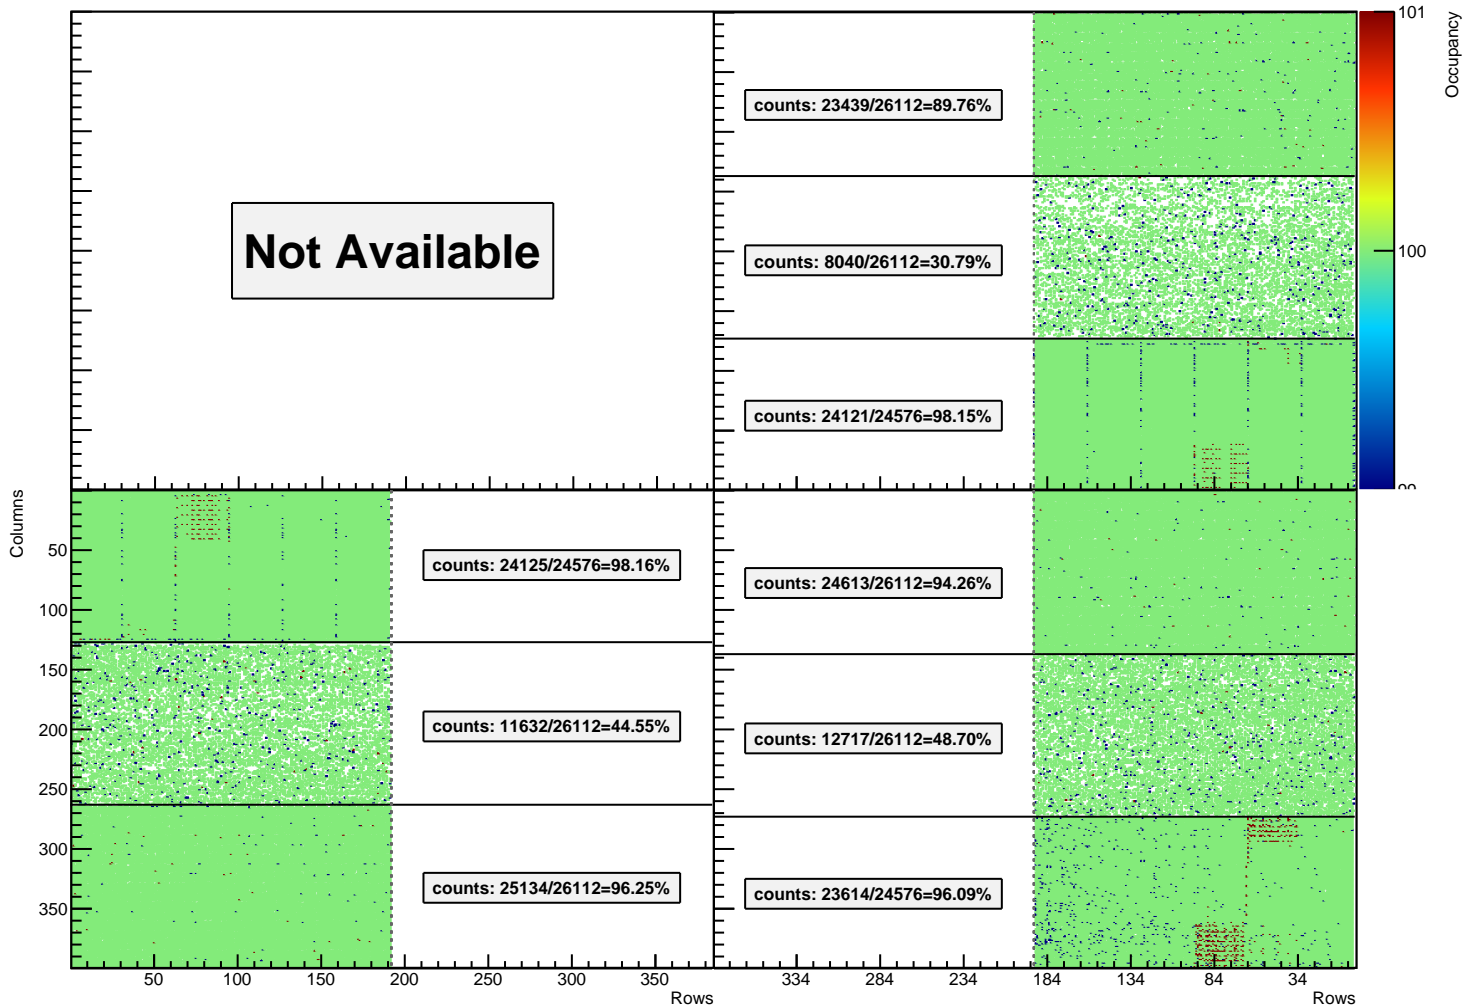 101
Occupancy
counts: 23439/26112=89.76%
Not Available
counts: 8040/26112=30.79%
100
counts: 24121/24576=98.15%
Columns
50
100
150
200
250
300
350
counts: 24125/24576=98.16%
counts: 24613/26112=94.26%
counts: 11632/26112=44.55%
counts: 12717/26112=48.70%
counts: 25134/26112=96.25%
counts: 23614/24576=96.09%
50 100 150 200 250 300 350
334 284 234 184 134 84 34
Rows
Rows